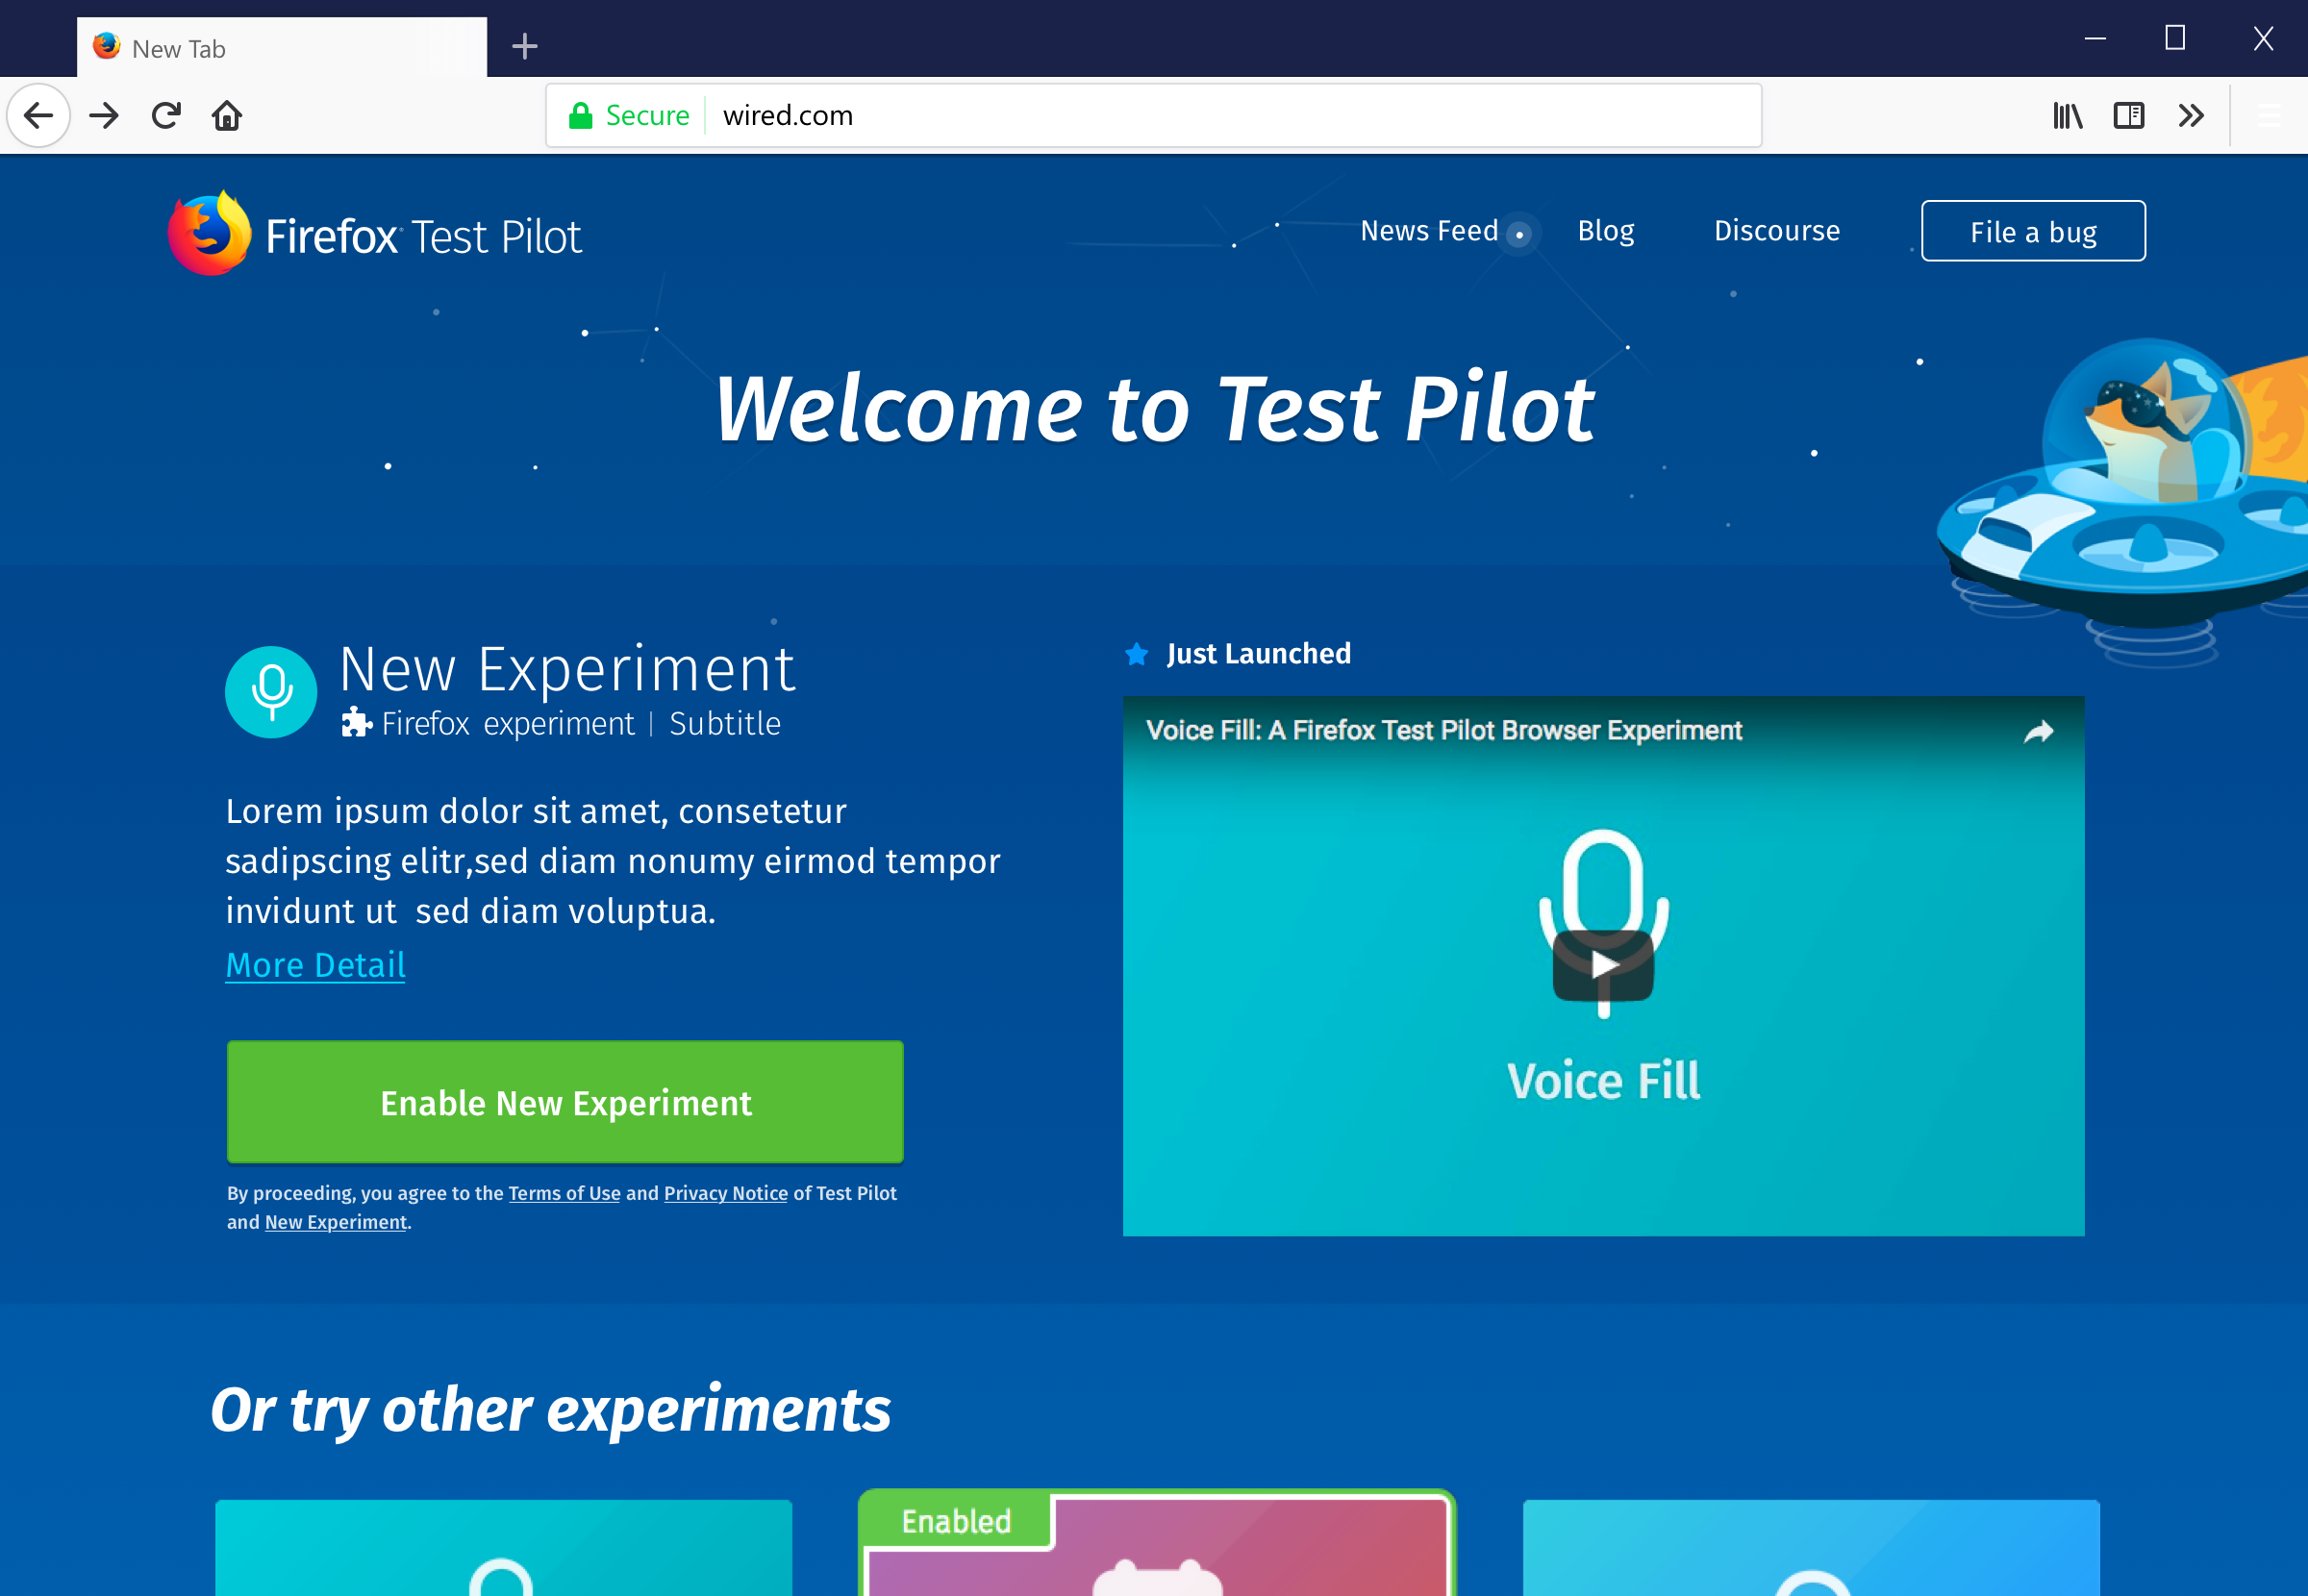 New Tab
Secure wired.com
Firefox Test Pilot
News Feed Blog Discourse File a bug
Welcome to Test Pilot
New Experiment
Firefox experiment | Subtitle
Lorem ipsum dolor sit amet, consetetur
sadipscing elitr,sed diam nonumy eirmod tempor
invidunt ut sed diam voluptua.
More Detail
Enable New Experiment
By proceeding, you agree to the Terms of Use and Privacy Notice of Test Pilot
and New Experiment.
Just Launched
Voice Fill: A Firefox Test Pilot Browser Experiment
Voice Fill
Or try other experiments
Enabled